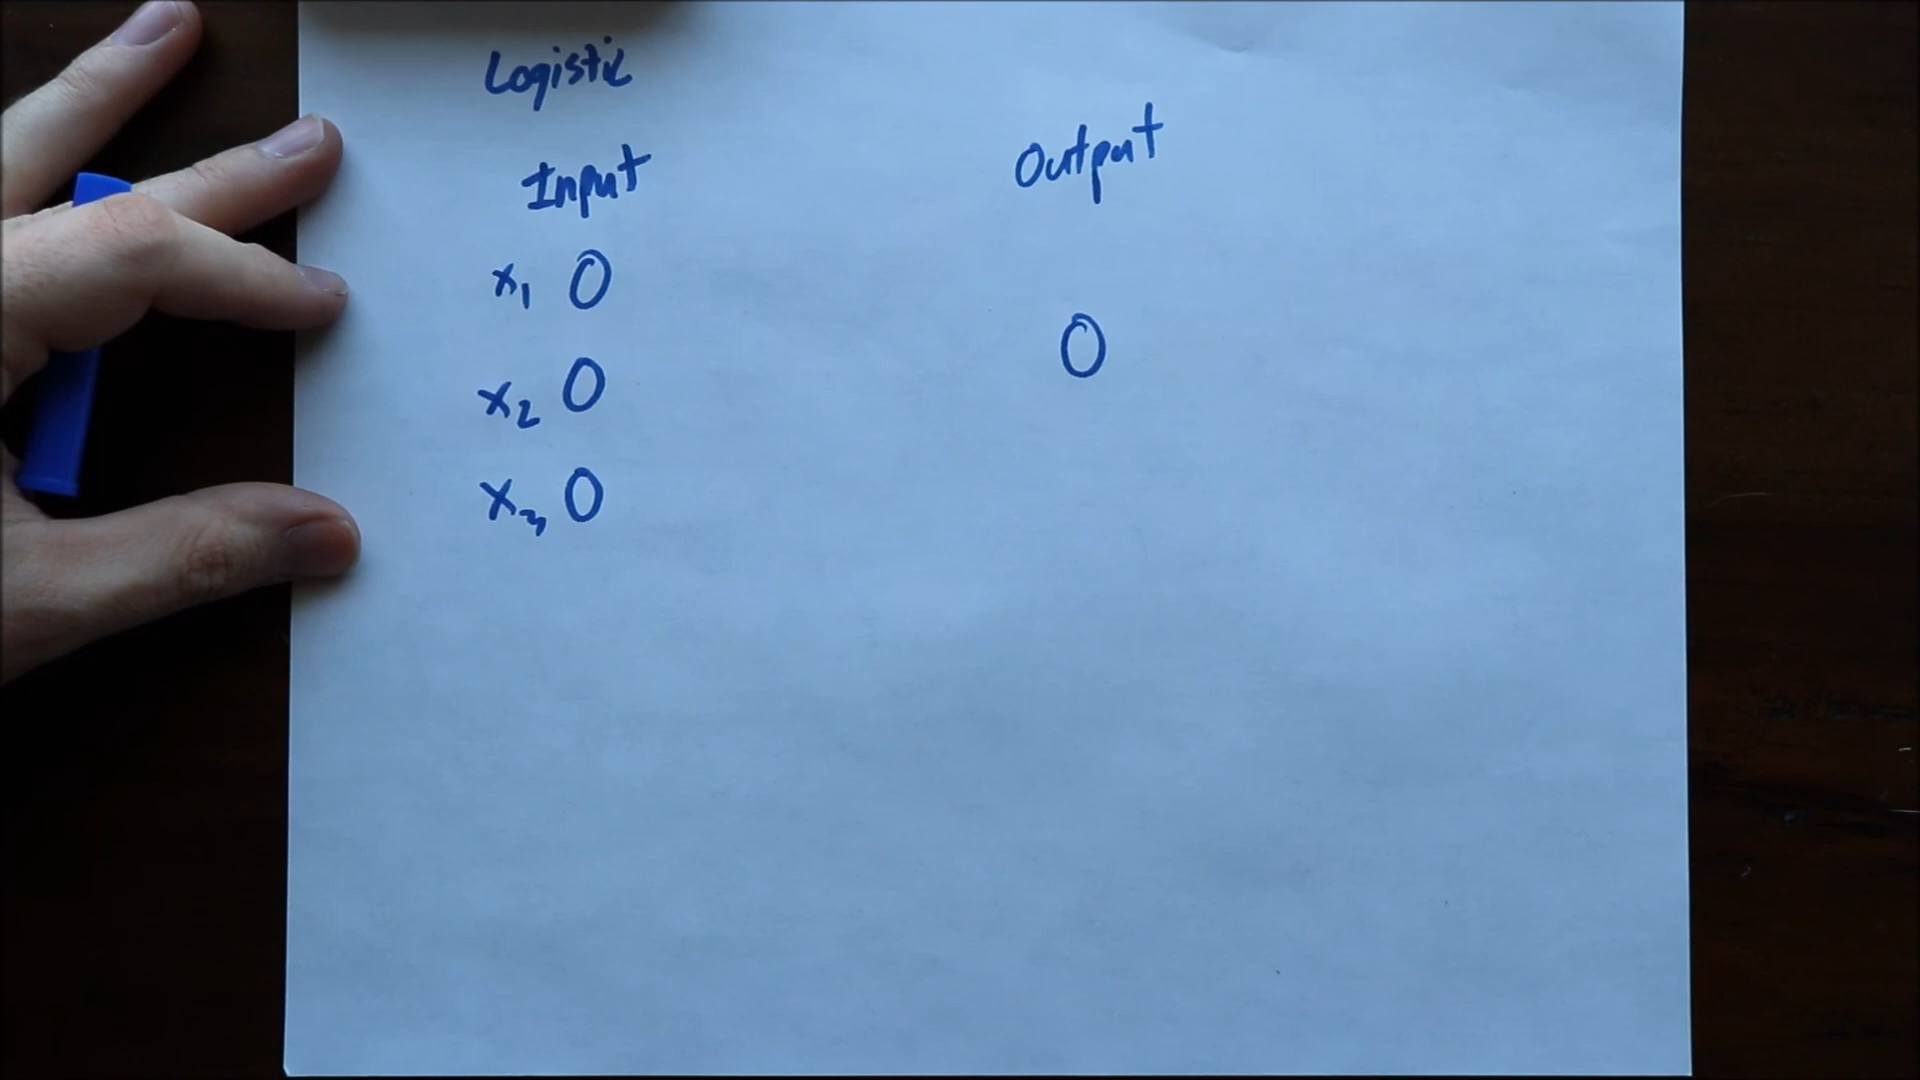 Logistic
Input
Output
x1 O
O
x2 O
x3 O